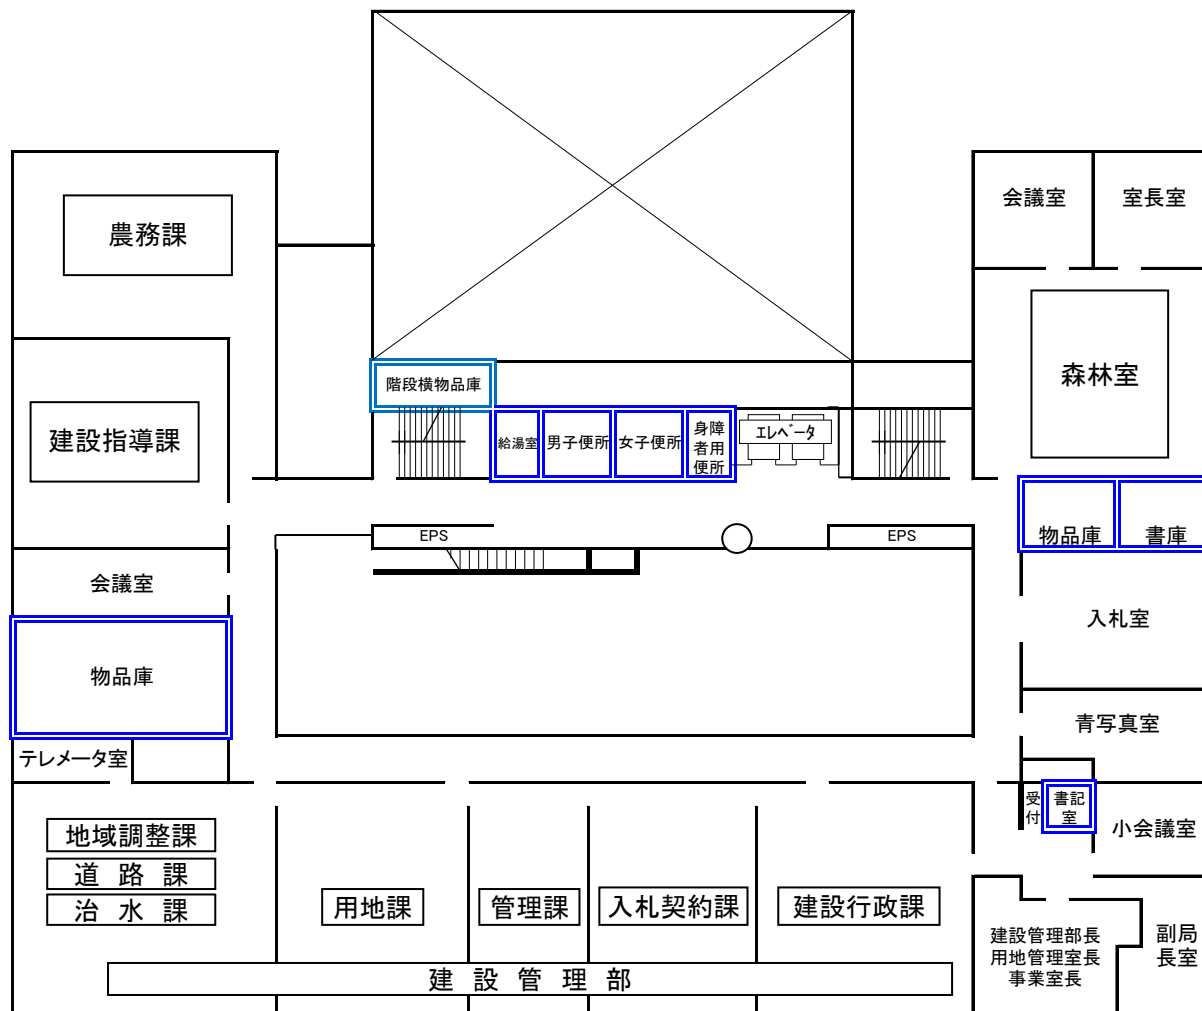 会議室
室長室
農務課
森林室
階段横物品庫
建設指導課
給湯室
男子便所
女子便所
身障
者用
便所
エレベータ
EPS
EPS
物品庫
書庫
会議室
入札室
物品庫
青写真室
テレメータ室
受
付
書記
室
小会議室
地域調整課
道路課
治水課
用地課
管理課
入札契約課
建設行政課
建設管理部長
用地管理室長
事業室長
副局
長室
建設管理部